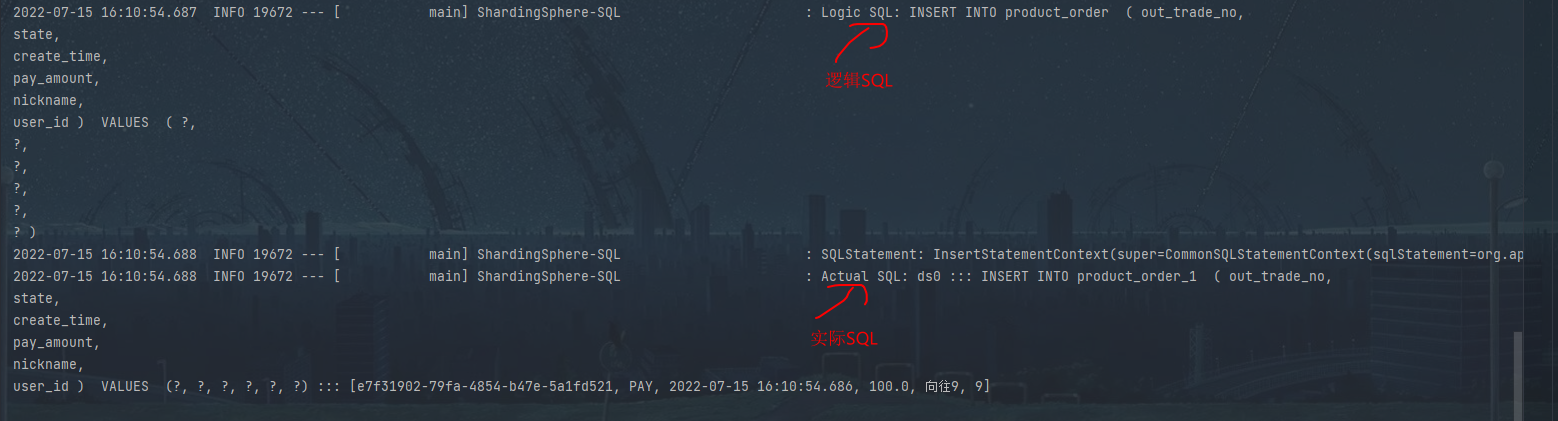 2022-07-15 16:10:54.687  INFO 19672 --- [           main] ShardingSphere-SQL                       : Logic SQL: INSERT INTO product_order  ( out_trade_no,
state,
create_time,
逻辑SQL
pay_amount,
nickname,
user_id )  VALUES  ( ?,
?,
?,
?,
?,
? )
2022-07-15 16:10:54.688  INFO 19672 --- [           main] ShardingSphere-SQL                       : SQLStatement: InsertStatementContext(super=CommonSQLStatementContext(sqlStatement=org.ap
2022-07-15 16:10:54.688  INFO 19672 --- [           main] ShardingSphere-SQL                       : Actual SQL: ds0 ::: INSERT INTO product_order_1  ( out_trade_no,
state,
create_time,
实际SQL
pay_amount,
nickname,
user_id )  VALUES  (?, ?, ?, ?, ?, ?) ::: [e7f31902-79fa-4854-b47e-5a1fd521, PAY, 2022-07-15 16:10:54.686, 100.0, 向往9, 9]